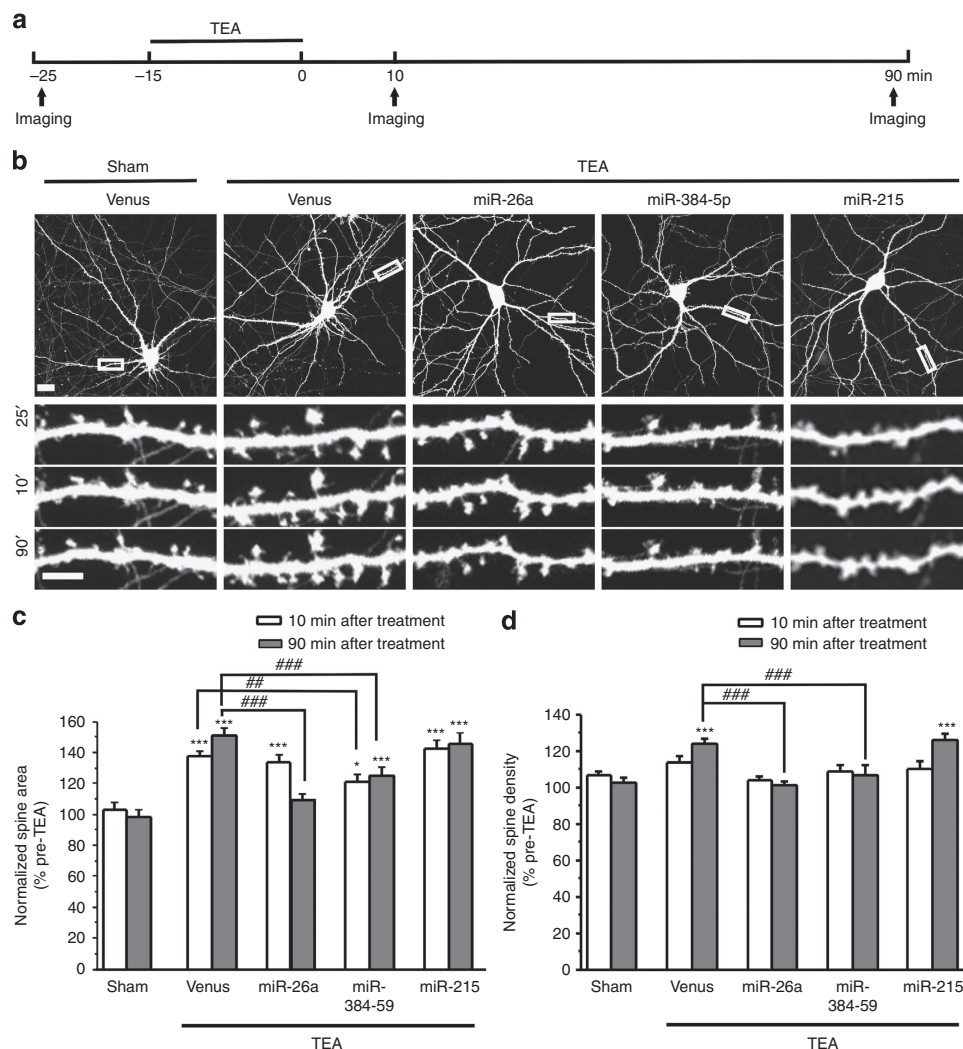 a
TEA
–25 –15 0 10 90 min
Imaging Imaging Imaging
b
Sham TEA
Venus Venus miR-26a miR-384-5p miR-215
25′
10′
90′
c
10 min after treatment
90 min after treatment
###
##
###
*** *** *** * *** *** ***
Normalized spine area
(% pre-TEA)
160
140
120
100
80
60
40
20
0
Sham Venus miR-26a miR-
384-59 miR-215
TEA
d
10 min after treatment
90 min after treatment
###
###
*** ***
Normalized spine density
(% pre-TEA)
140
120
100
80
60
40
20
0
Sham Venus miR-26a miR-
384-59 miR-215
TEA